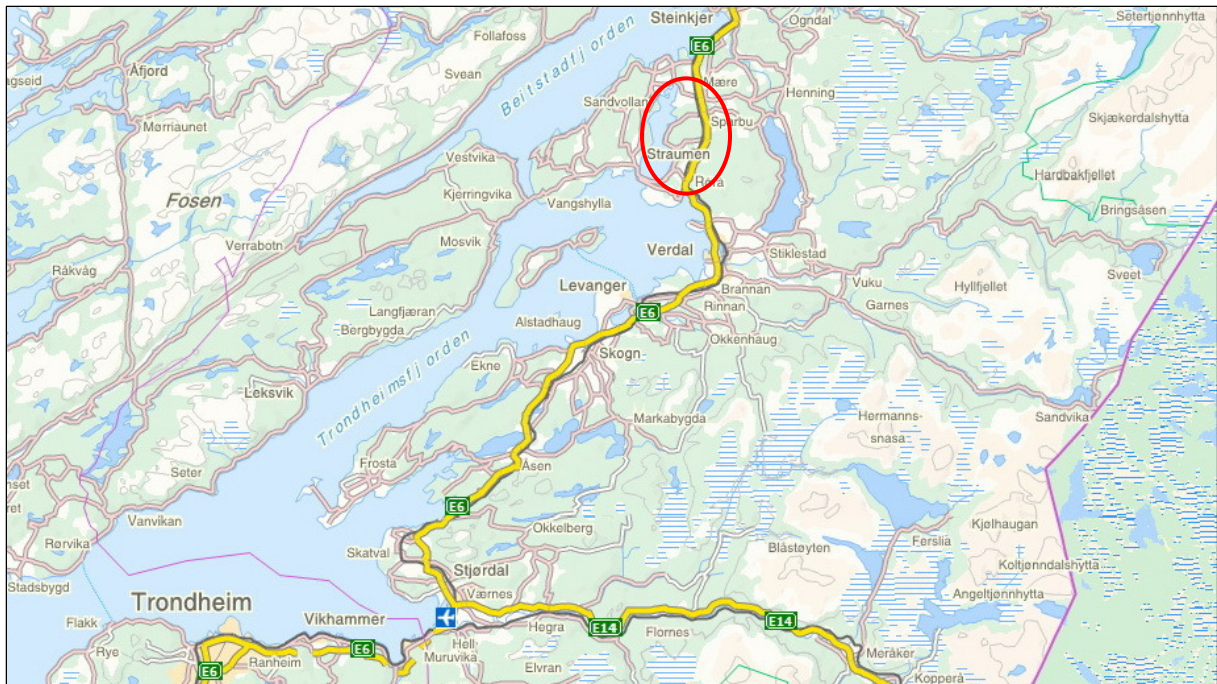 Steinkjer
Ogndal
Setertjønnhytta
Follafoss
E6
Beitstadfjorden
Åfjord
Svean
Mære
Henning
Sandvollan
Sparbu
Skjækerdalshytta
Mørriaunet
Straumen
Vestvika
Hardbakfjellet
Røra
Kjerringvika
Fosen
Vangshylla
Bringsåsen
Verrabotn
Mosvik
Verdal
Stiklestad
Råkvåg
Sveet
Levanger
Brannan
Vuku
Hyllfjellet
Rinnan
Garnes
Langfjæran
E6
Alstadhaug
Bergbygda
Okkenhaug
Skogn
Ekne
Leksvik
Trondheimsfjorden
Markabygda
Hermanns-
snasa
Sandvika
Frosta
Åsen
Seter
E6
Vanvikan
Okkelberg
Kjølhaugan
Rørvika
Skatval
Blåstøyten
Ferslia
Koltjønndalshytta
Stjørdal
Stadsbygd
Værnes
Angeltjønnhytta
Trondheim
Vikhammer
Flakk
Hegra
E14
Flornes
E14
Hell
Rye
E6
Muruvika
Meråker
Ranheim
Elvran
E6
Kopperå